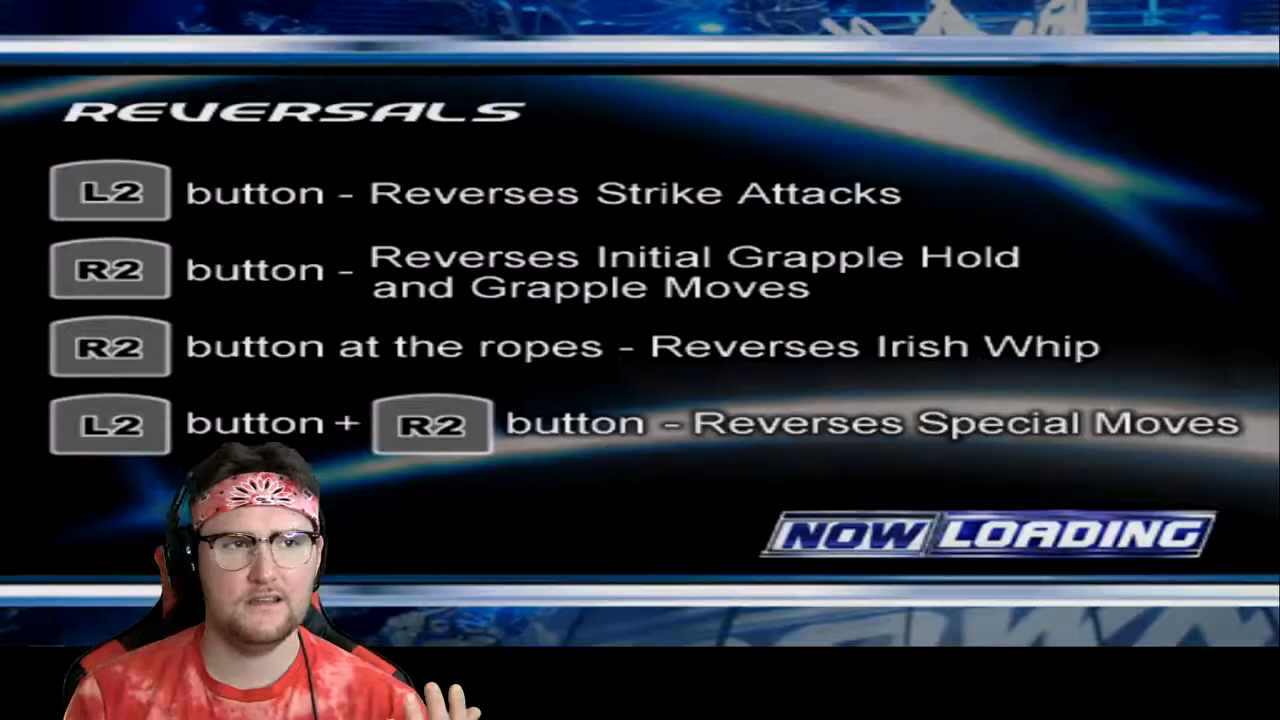 REVERSALS
L2 button - Reverses Strike Attacks
R2 button - Reverses Initial Grapple Hold
and Grapple Moves
R2 button at the ropes - Reverses Irish Whip
L2 button + R2 button - Reverses Special Moves
NOW LOADING